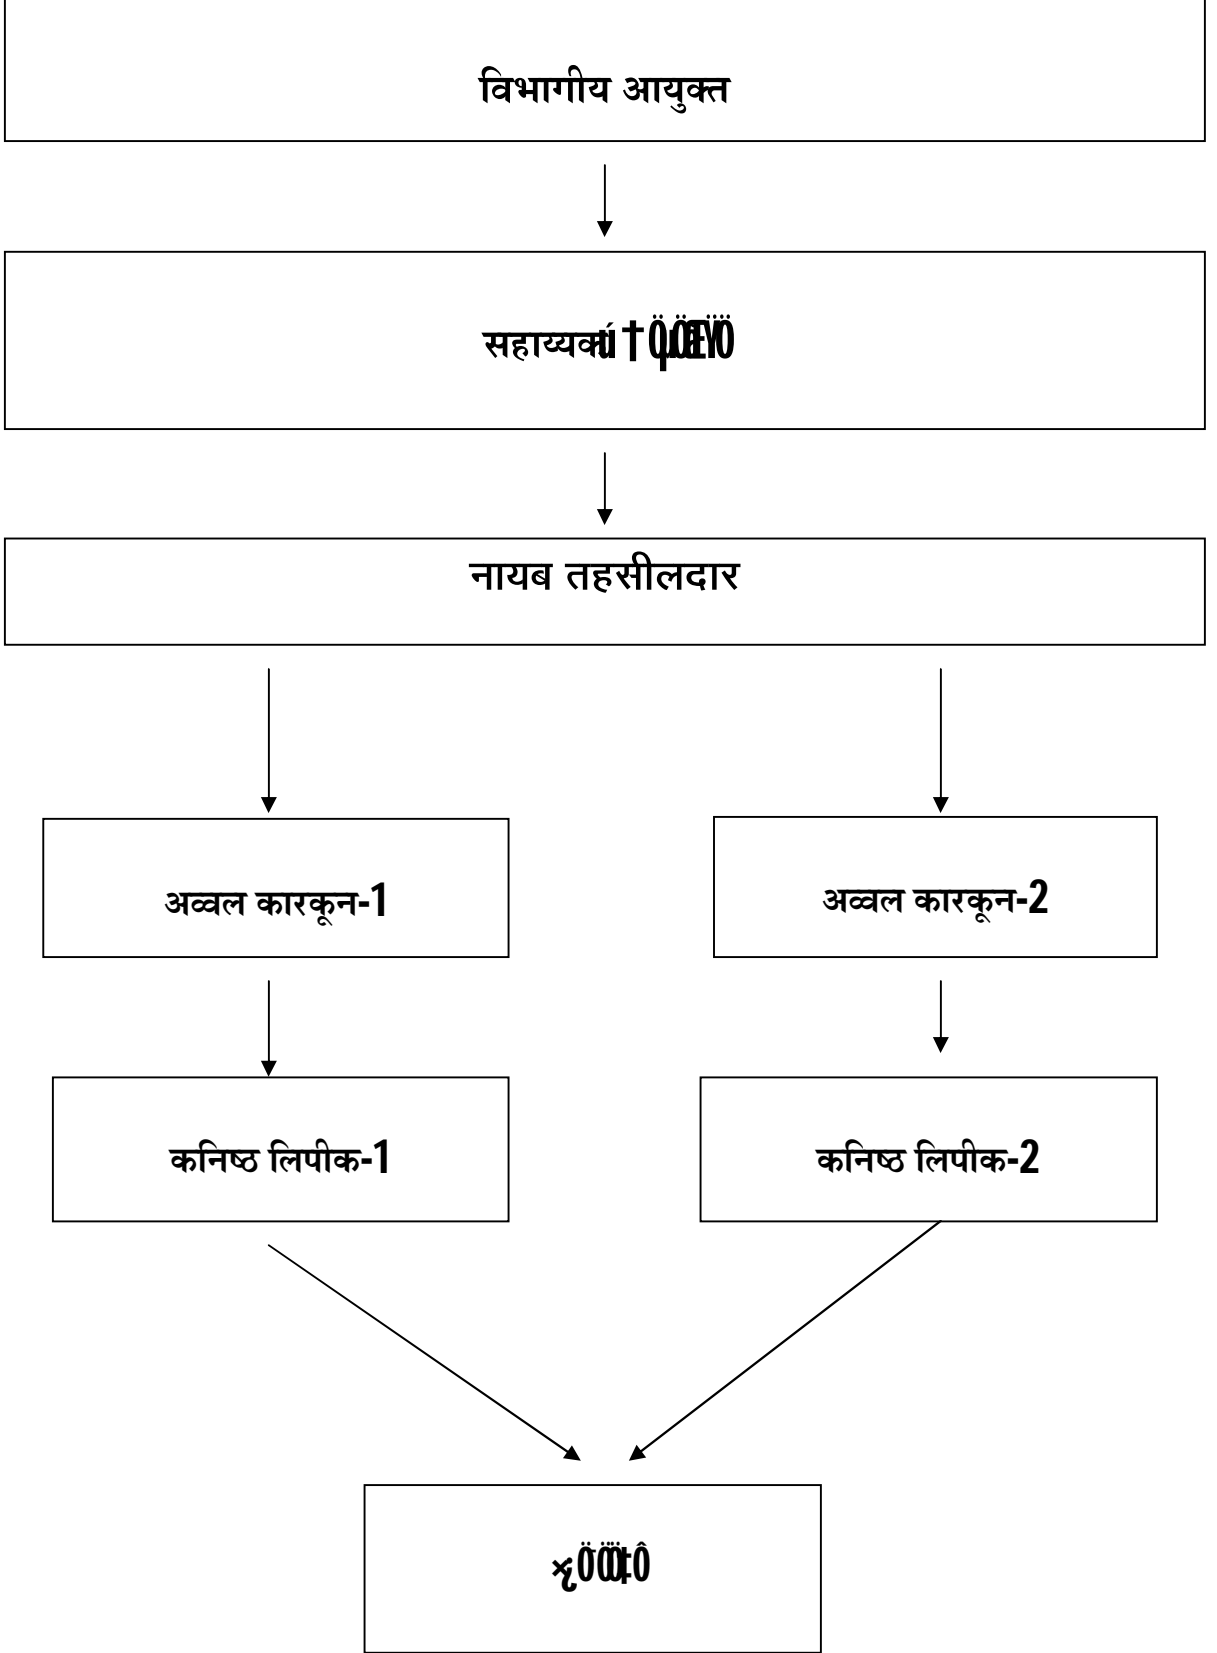 विभागीय आयुक्त
सहाय्यक
नायब तहसीलदार
अव्वल कारकून-1
अव्वल कारकून-2
कनिष्ठ लिपीक-1
कनिष्ठ लिपीक-2